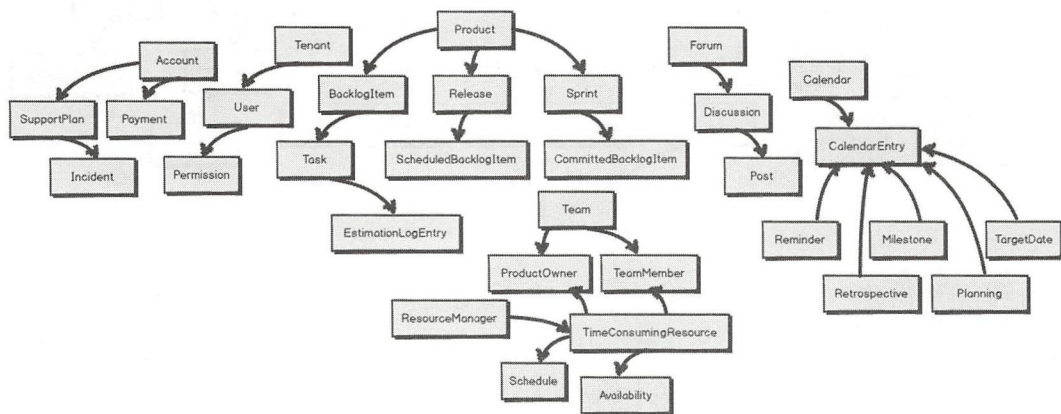 Product
Tenant
Forum
Account
Calendar
SupportPlan
Payment
User
BacklogItem
Release
Sprint
Discussion
Incident
Permission
Task
ScheduledBacklogItem
CommittedBacklogItem
CalendarEntry
Post
EstimationLogEntry
Team
Reminder
Milestone
TargetDate
ProductOwner
TeamMember
Retrospective
Planning
ResourceManager
TimeConsumingResource
Schedule
Availability